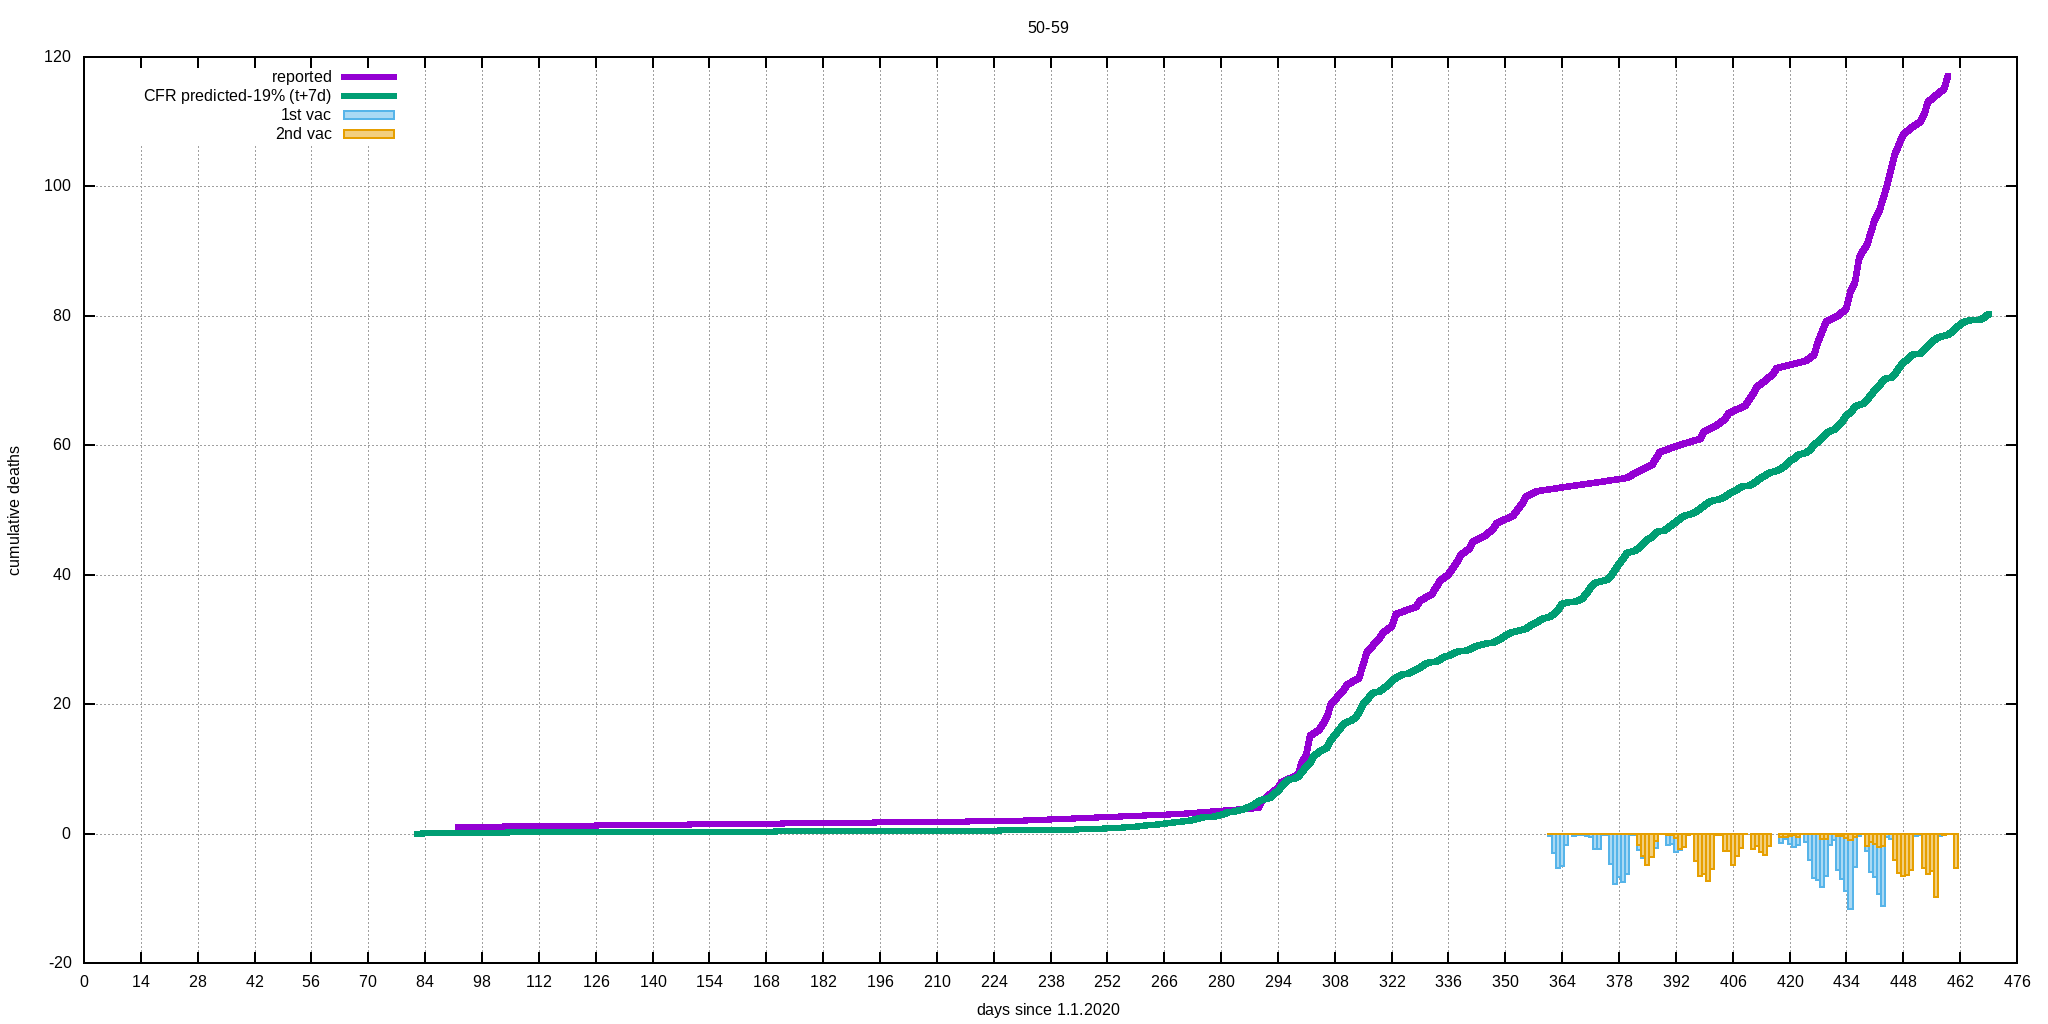 50-59
120
100
80
60
40
20
0
-20
cumulative deaths
reported
CFR predicted-19% (t+7d)
1st vac
2nd vac
0 14 28 42 56 70 84 98 112 126 140 154 168 182 196 210 224 238 252 266 280 294 308 322 336 350 364 378 392 406 420 434 448 462 476
days since 1.1.2020